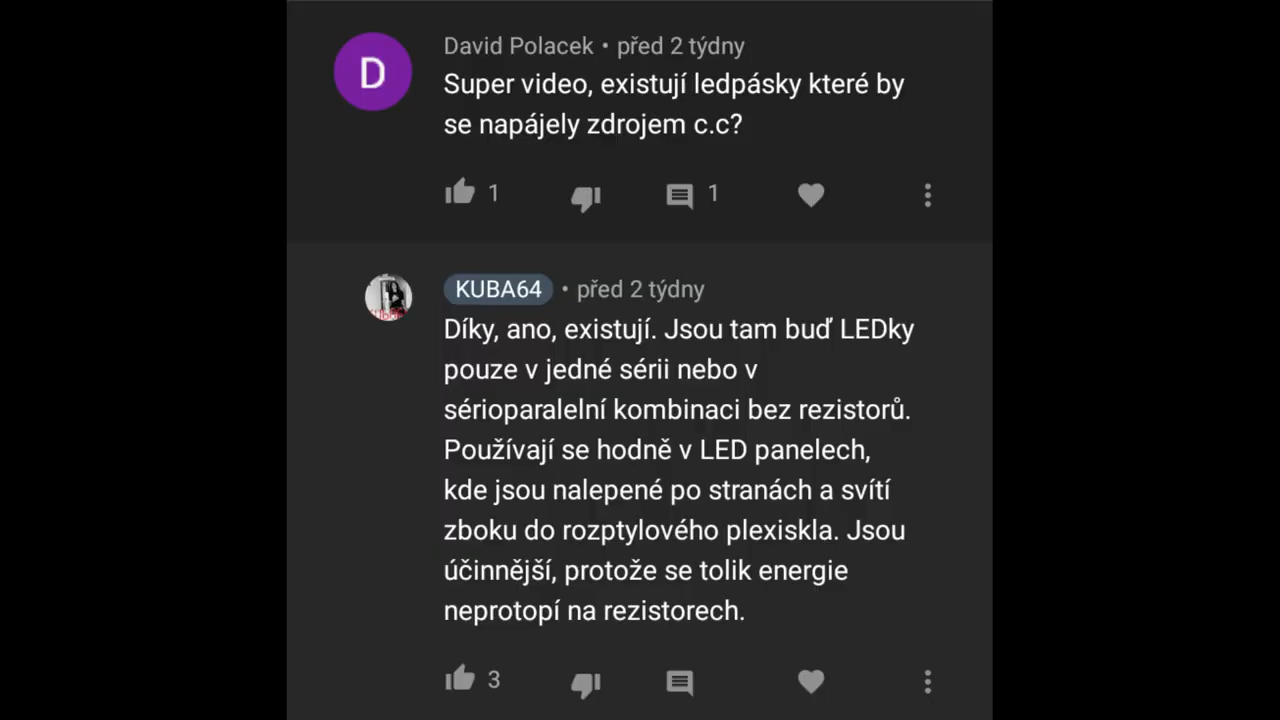 D
David Polacek • před 2 týdny
Super video, existují ledpásky které by
se napájely zdrojem c.c?
1
1
KUBA64 • před 2 týdny
Díky, ano, existují. Jsou tam buď LEDky
pouze v jedné sérii nebo v
sérioparalelní kombinaci bez rezistorů.
Používají se hodně v LED panelech,
kde jsou nalepené po stranách a svítí
zboku do rozptylového plexiskla. Jsou
účinnější, protože se tolik energie
neprotopí na rezistorech.
3